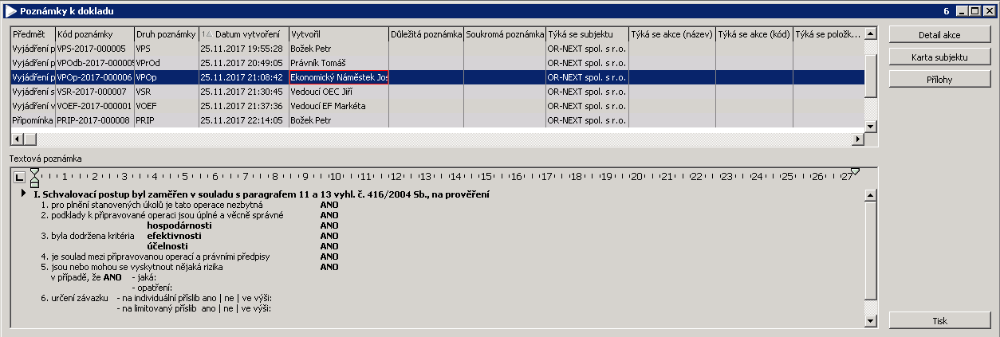 Poznámky k dokladu 6
Předmět Kód poznámky Druh poznámky 1 Datum vytvoření Vytvořil Důležitá poznámka Soukromá poznámka Týká se subjektu Týká se akce (název) Týká se akce (kód) Týká se položk... Detail akce
Vyjádření p VPS-2017-000005 VPS 25.11.2017 19:55:28 Božek Petr OR-NEXT spol. s r.o.
Karta subjektu
Vyjádření p VPOdb-2017-000005 VPrOd 25.11.2017 20:49:05 Právník Tomáš OR-NEXT spol. s r.o.
Vyjádření p VPOp-2017-000006 VPOp 25.11.2017 21:08:42 Ekonomický Náměstek Jos OR-NEXT spol. s r.o. Přílohy
Vyjádření s VSR-2017-000007 VSR 25.11.2017 21:30:45 Vedoucí OEC Jiří OR-NEXT spol. s r.o.
Vyjádření v VOEF-2017-000001 VOEF 25.11.2017 21:37:36 Vedoucí EF Markéta OR-NEXT spol. s r.o.
Připomínka PRIP-2017-000008 PRIP 25.11.2017 22:14:05 Božek Petr OR-NEXT spol. s r.o.
Textová poznámka
1 2 3 4 5 6 7 8 9 10 11 12 13 14 15 16 17 18 19 20 21 22 23 24 25 26 27
I. Schvalovací postup byl zaměřen v souladu s paragrafem 11 a 13 vyhl. č. 416/2004 Sb., na prověření
1. pro plnění stanovených úkolů je tato operace nezbytná ANO
2. podklady k připravované operaci jsou úplné a věcně správné ANO
hospodárnosti ANO
3. byla dodržena kritéria efektivnosti ANO
účelnosti ANO
4. je soulad mezi připravovanou operací a právními předpisy ANO
5. jsou nebo mohou se vyskytnout nějaká rizika ANO
v případě, že ANO - jaká:
- opatření:
6. určení závazku - na individuální příslib ano | ne | ve výši:
- na limitovaný příslib ano | ne | ve výši:
Tisk